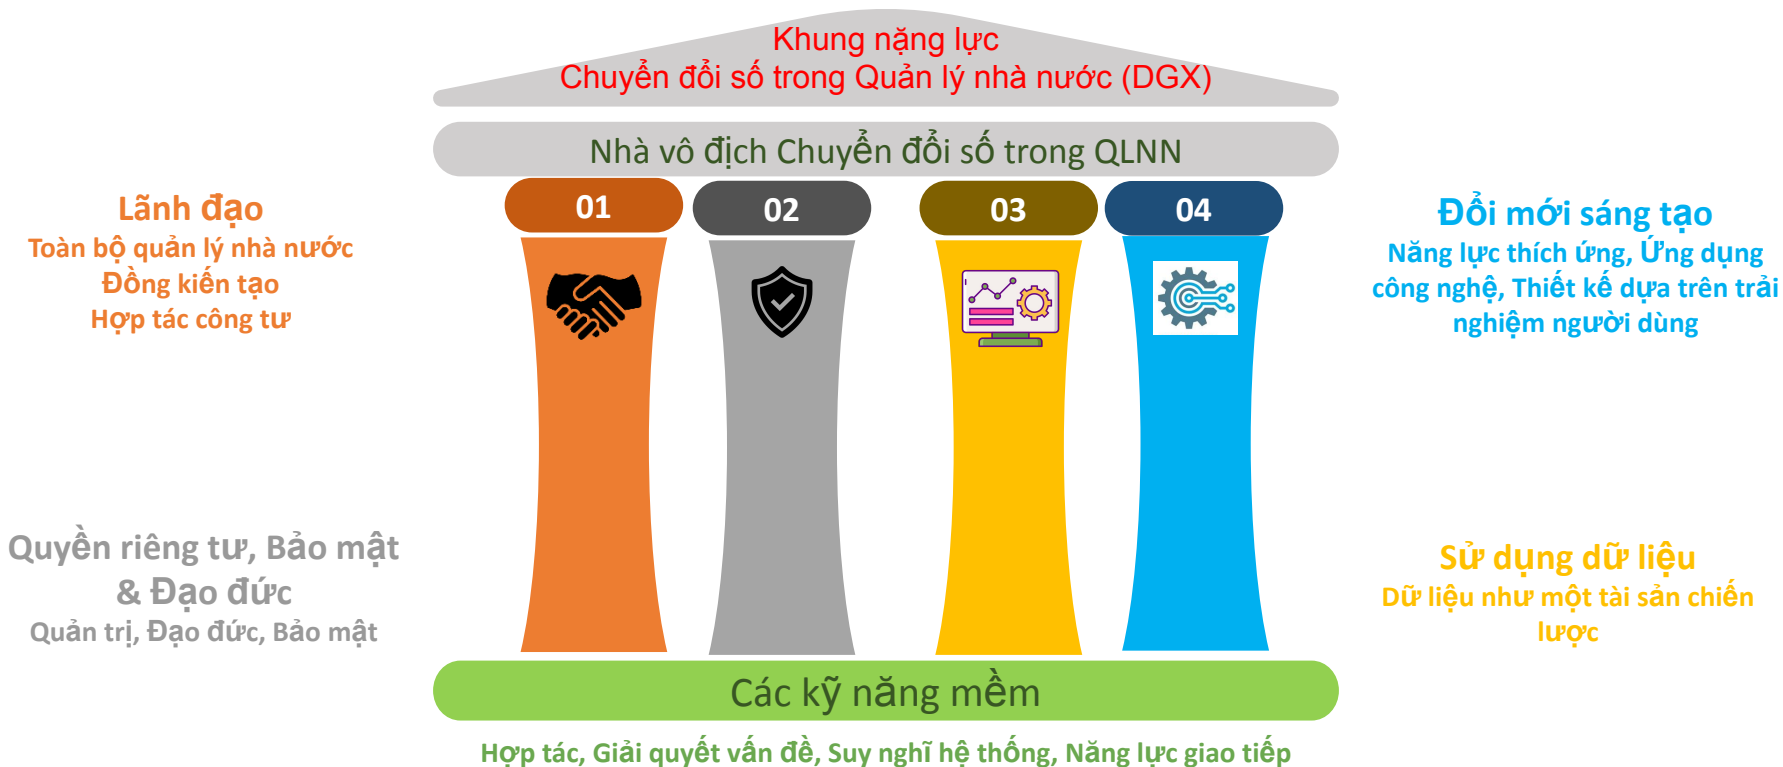 Khung nặng lực
Chuyển đổi số trong Quản lý nhà nước (DGX)
Nhà vô địch Chuyển đổi số trong QLNN
01
02
03
04
Lãnh đạo
Toàn bộ quản lý nhà nước
Đồng kiến tạo
Hợp tác công tư
Đổi mới sáng tạo
Năng lực thích ứng, Ứng dụng
công nghệ, Thiết kế dựa trên trải
nghiệm người dùng
Quyền riêng tư, Bảo mật
& Đạo đức
Quản trị, Đạo đức, Bảo mật
Sử dụng dữ liệu
Dữ liệu như một tài sản chiến
lược
Các kỹ năng mềm
Hợp tác, Giải quyết vấn đề, Suy nghĩ hệ thống, Năng lực giao tiếp